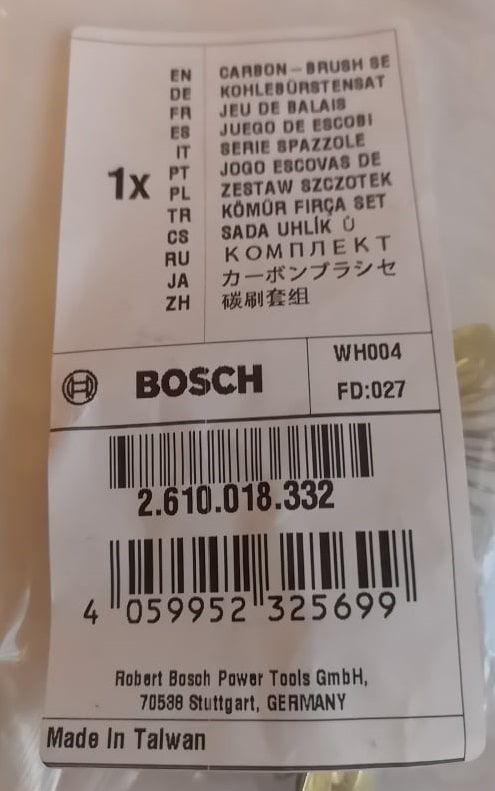 1x
EN CARBON-BRUSH SE
DE KOHLEBÜRSTENSAT
FR JEU DE BALAIS
ES JUEGO DE ESCOBI
IT SERIE SPAZZOLE
PT JOGO ESCOVAS DE
PL ZESTAW SZCZOTEK
TR KÖMÜR FIRÇA SET
CS SADA UHLÍK Ů
RU КОМПЛЕКТ
JA カーボンブラシセ
ZH 碳刷套组
BOSCH
WH004
FD:027
2.610.018.332
4 059952 325699
Robert Bosch Power Tools GmbH,
70538 Stuttgart, GERMANY
Made in Taiwan